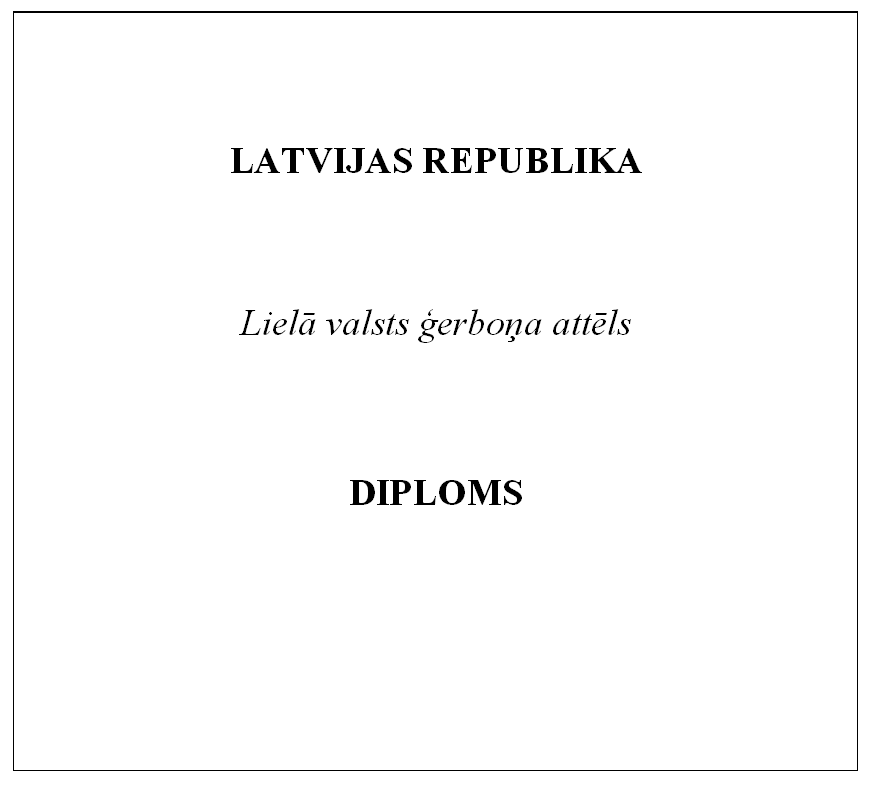 LATVIJAS REPUBLIKA
Lielā valsts ģerboņa attēls
DIPLOMS